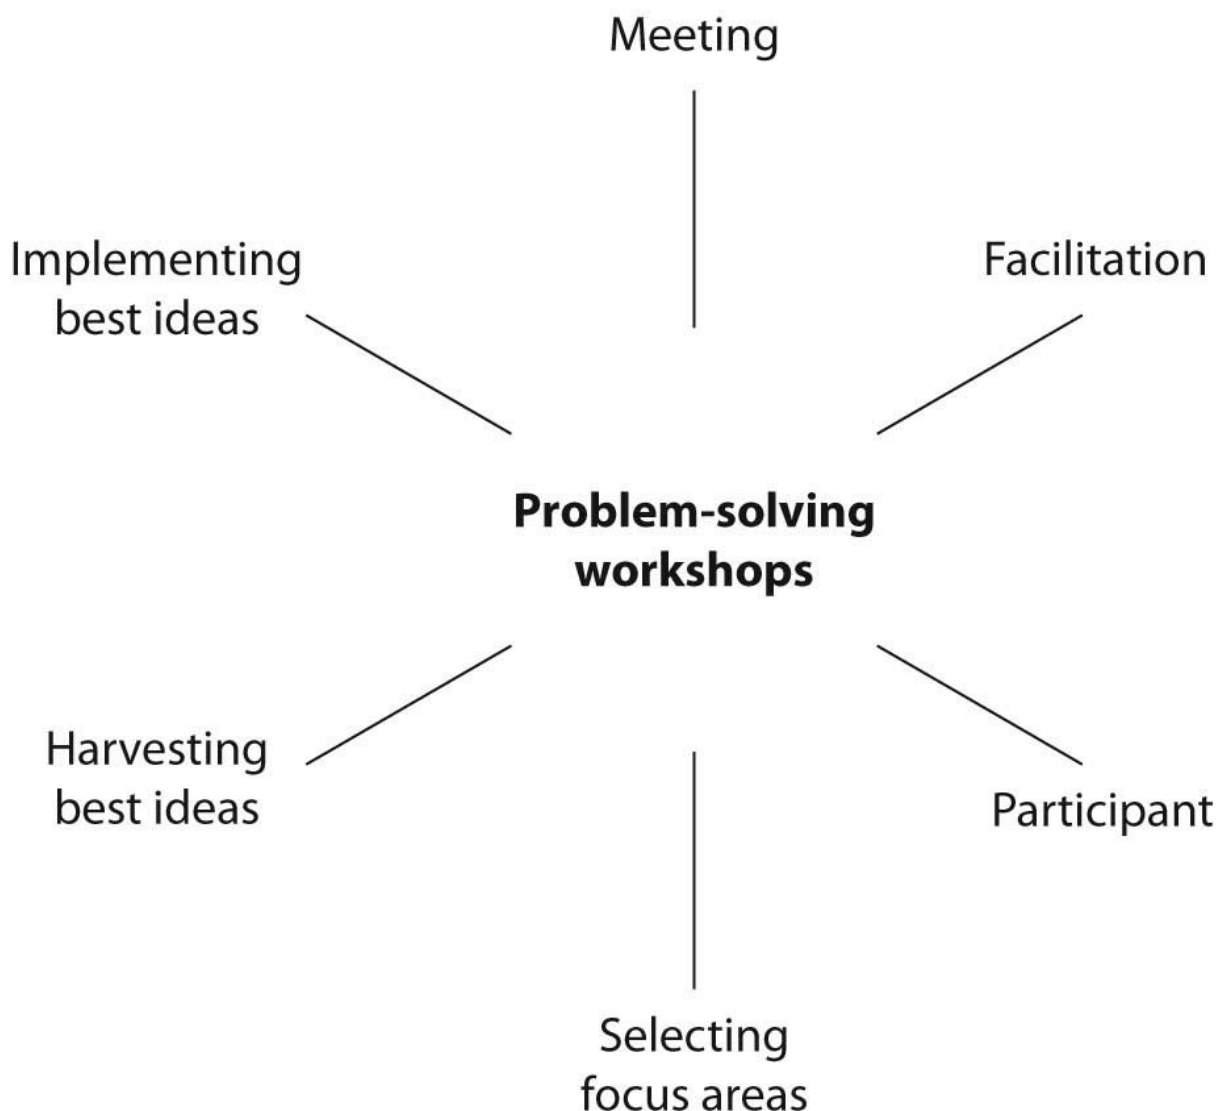 Meeting
Implementing
best ideas
Facilitation
Problem-solving
workshops
Harvesting
best ideas
Participant
Selecting
focus areas